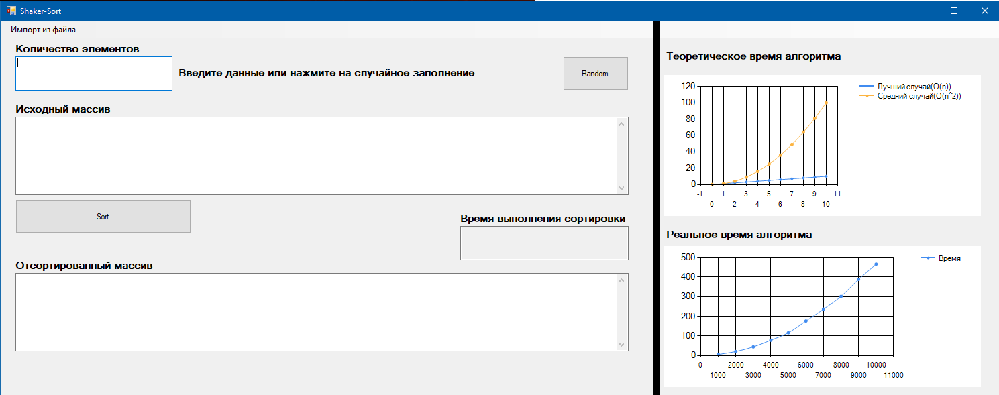 Shaker-Sort
Импорт из файла
Количество элементов
Введите данные или нажмите на случайное заполнение
Random
Исходный массив
Sort
Время выполнения сортировки
Отсортированный массив
Теоретическое время алгоритма
120
100
80
60
40
20
0
-1 1 3 5 7 9 11
0 2 4 6 8 10
Лучший случай(O(n))
Средний случай(O(n^2))
Реальное время алгоритма
500
400
300
200
100
0
0 2000 4000 6000 8000 10000
1000 3000 5000 7000 9000 11000
Время